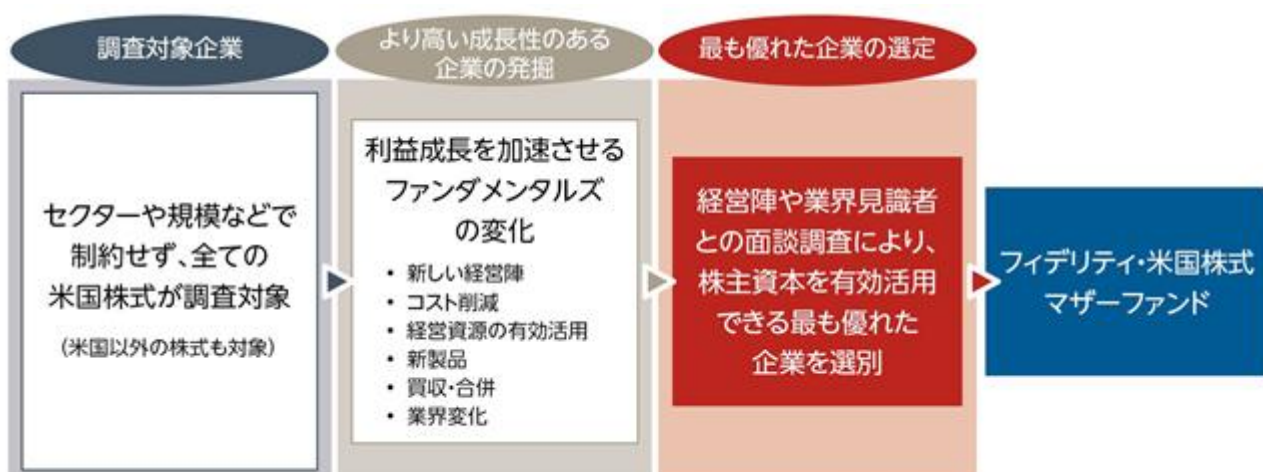 調査対象企業
より高い成長性のある
企業の発掘
最も優れた企業の選定
セクターや規模などで
制約せず、全ての
米国株式が調査対象
(米国以外の株式も対象)
利益成長を加速させる
ファンダメンタルズ
の変化
• 新しい経営陣
• コスト削減
• 経営資源の有効活用
• 新製品
• 買収・合併
• 業界変化
経営陣や業界見識者
との面談調査により、
株主資本を有効活用
できる最も優れた
企業を選別
フィデリティ・米国株式
マザーファンド